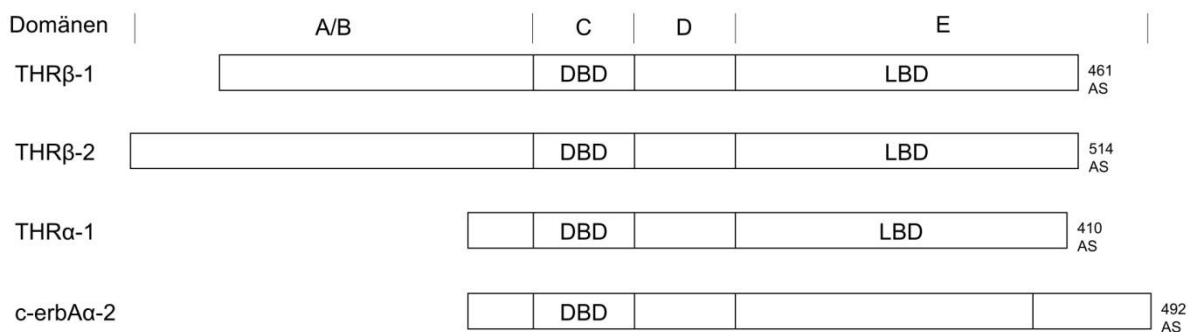 Domänen A/B C D E
THRβ-1 DBD LBD 461
AS
THRβ-2 DBD LBD 514
AS
THRα-1 DBD LBD 410
AS
c-erbAα-2 DBD 492
AS